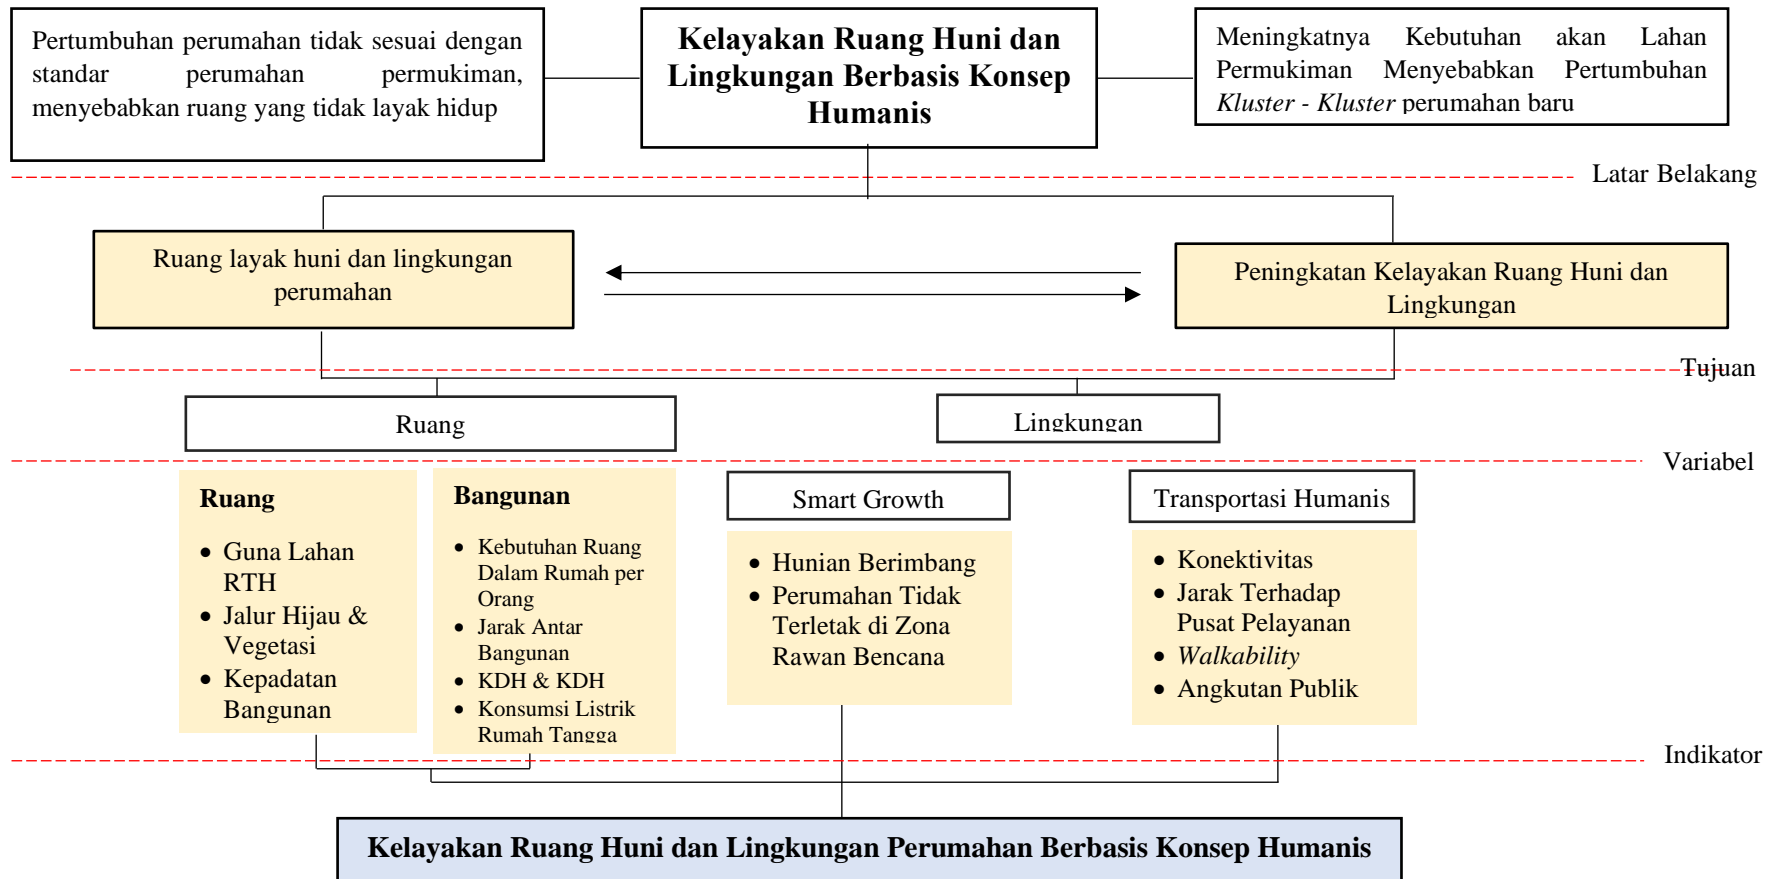 Pertumbuhan perumahan tidak sesuai dengan
standar perumahan permukiman,
menyebabkan ruang yang tidak layak hidup
Kelayakan Ruang Huni dan
Lingkungan Berbasis Konsep
Humanis
Meningkatnya Kebutuhan akan Lahan
Permukiman Menyebabkan Pertumbuhan
Kluster - Kluster perumahan baru
Latar Belakang
Ruang layak huni dan lingkungan
perumahan
Peningkatan Kelayakan Ruang Huni dan
Lingkungan
Tujuan
Ruang
Lingkungan
Variabel
Ruang
• Guna Lahan
RTH
• Jalur Hijau &
Vegetasi
• Kepadatan
Bangunan
Bangunan
• Kebutuhan Ruang
Dalam Rumah per
Orang
• Jarak Antar
Bangunan
• KDH & KDH
• Konsumsi Listrik
Rumah Tangga
Smart Growth
• Hunian Berimbang
• Perumahan Tidak
Terletak di Zona
Rawan Bencana
Transportasi Humanis
• Konektivitas
• Jarak Terhadap
Pusat Pelayanan
• Walkability
• Angkutan Publik
Indikator
Kelayakan Ruang Huni dan Lingkungan Perumahan Berbasis Konsep Humanis